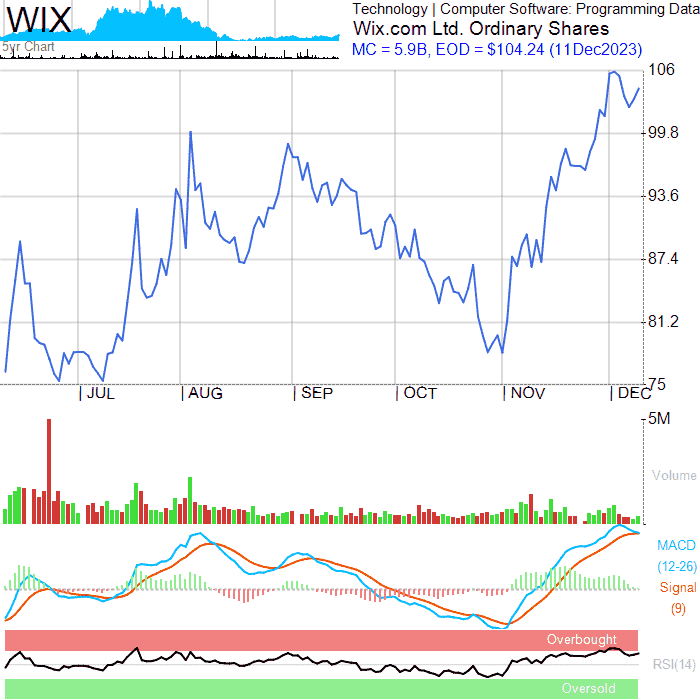 WIX
5yr Chart
Technology | Computer Software: Programming Data
Wix.com Ltd. Ordinary Shares
MC = 5.9B, EOD = $104.24 (11Dec2023)
106
99.8
93.6
87.4
81.2
75
JUL AUG SEP OCT NOV DEC
5M
Volume
MACD
(12-26)
Signal
(9)
Overbought
RSI(14)
Oversold